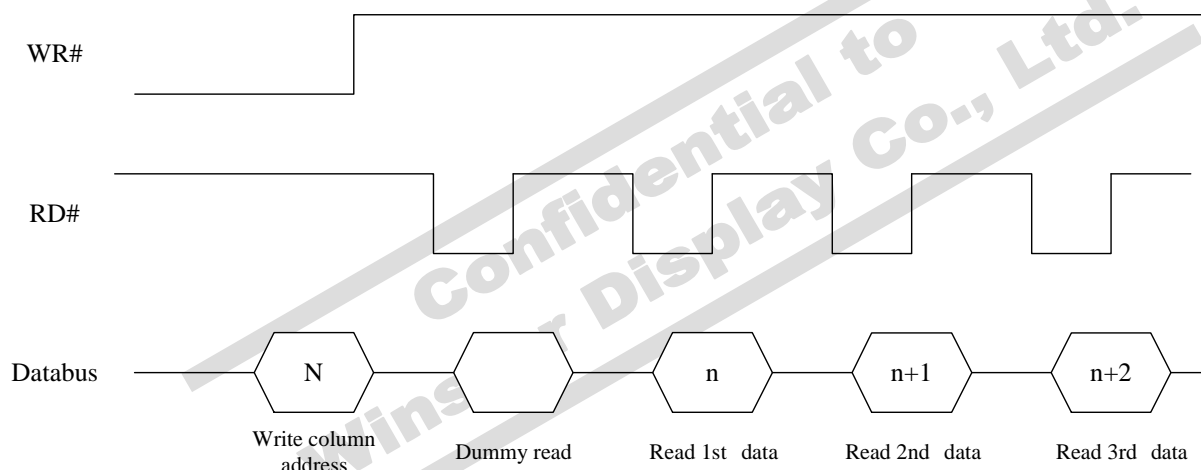 WR#
RD#
Databus
N
n
n+1
n+2
Write column
address
Dummy read
Read 1st data
Read 2nd data
Read 3rd data
Confidential to
Display Co., Ltd.